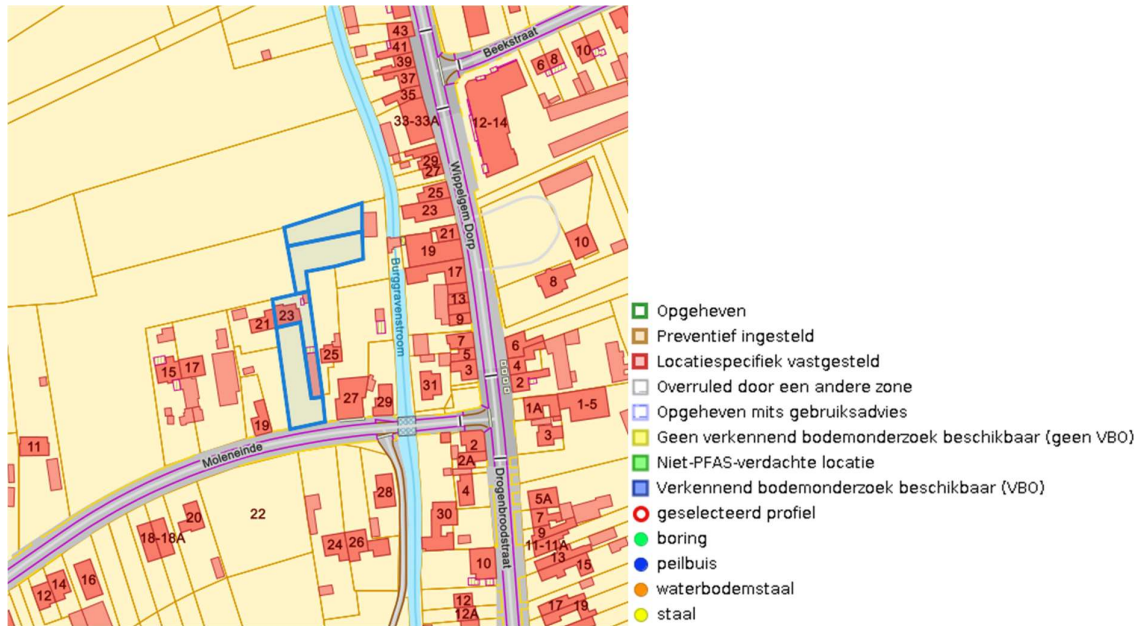 43
41
39
37
35
33-33A
29
27
25
23
21
19
17
13
9
7
5
3
31
Beekstraat
6
8
10
12-14
Wippelgem Dorp
10
8
6
4
2
1A
3
1-5
Burggravenstroom
23
21
25
15
17
19
27
29
11
Moleneinde
2
2A
4
Drogenbroodstraat
28
30
10
12
12A
5A
7
9
11-11A
13
15
17
19
22
20
18-18A
24
26
16
14
12
Opgeheven
Preventief ingesteld
Locatiespecifiek vastgesteld
Overruled door een andere zone
Opgeheven mits gebruiksadvies
Geen verkennend bodemonderzoek beschikbaar (geen VBO)
Niet-PFAS-verdachte locatie
Verkennend bodemonderzoek beschikbaar (VBO)
geselecteerd profiel
boring
peilbuis
waterbodemstaal
staal